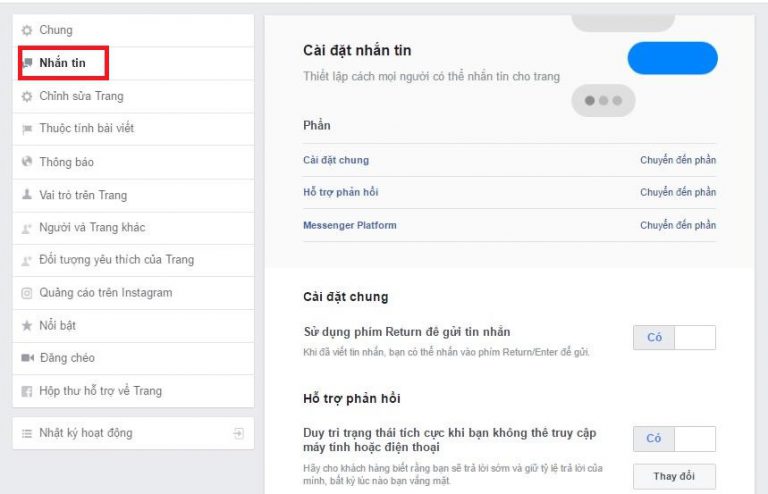 Chung
Nhắn tin
Chỉnh sửa Trang
Thuộc tính bài viết
Thông báo
Vai trò trên Trang
Người và Trang khác
Đối tượng yêu thích của Trang
Quảng cáo trên Instagram
Nổi bật
Đăng chéo
Hộp thư hỗ trợ về Trang
Nhật ký hoạt động
Cài đặt nhắn tin
Thiết lập cách mọi người có thể nhắn tin cho trang
Phần
Cài đặt chung Chuyển đến phần
Hỗ trợ phản hồi Chuyển đến phần
Messenger Platform Chuyển đến phần
Cài đặt chung
Sử dụng phím Return để gửi tin nhắn Có
Khi đã viết tin nhắn, bạn có thể nhấn vào phím Return/Enter để gửi.
Hỗ trợ phản hồi
Duy trì trạng thái tích cực khi bạn không thể truy cập Có
máy tính hoặc điện thoại
Hãy cho khách hàng biết rằng bạn sẽ trả lời sớm và giữ tỷ lệ trả lời của Thay đổi
mình, bất kỳ lúc nào bạn vắng mặt.